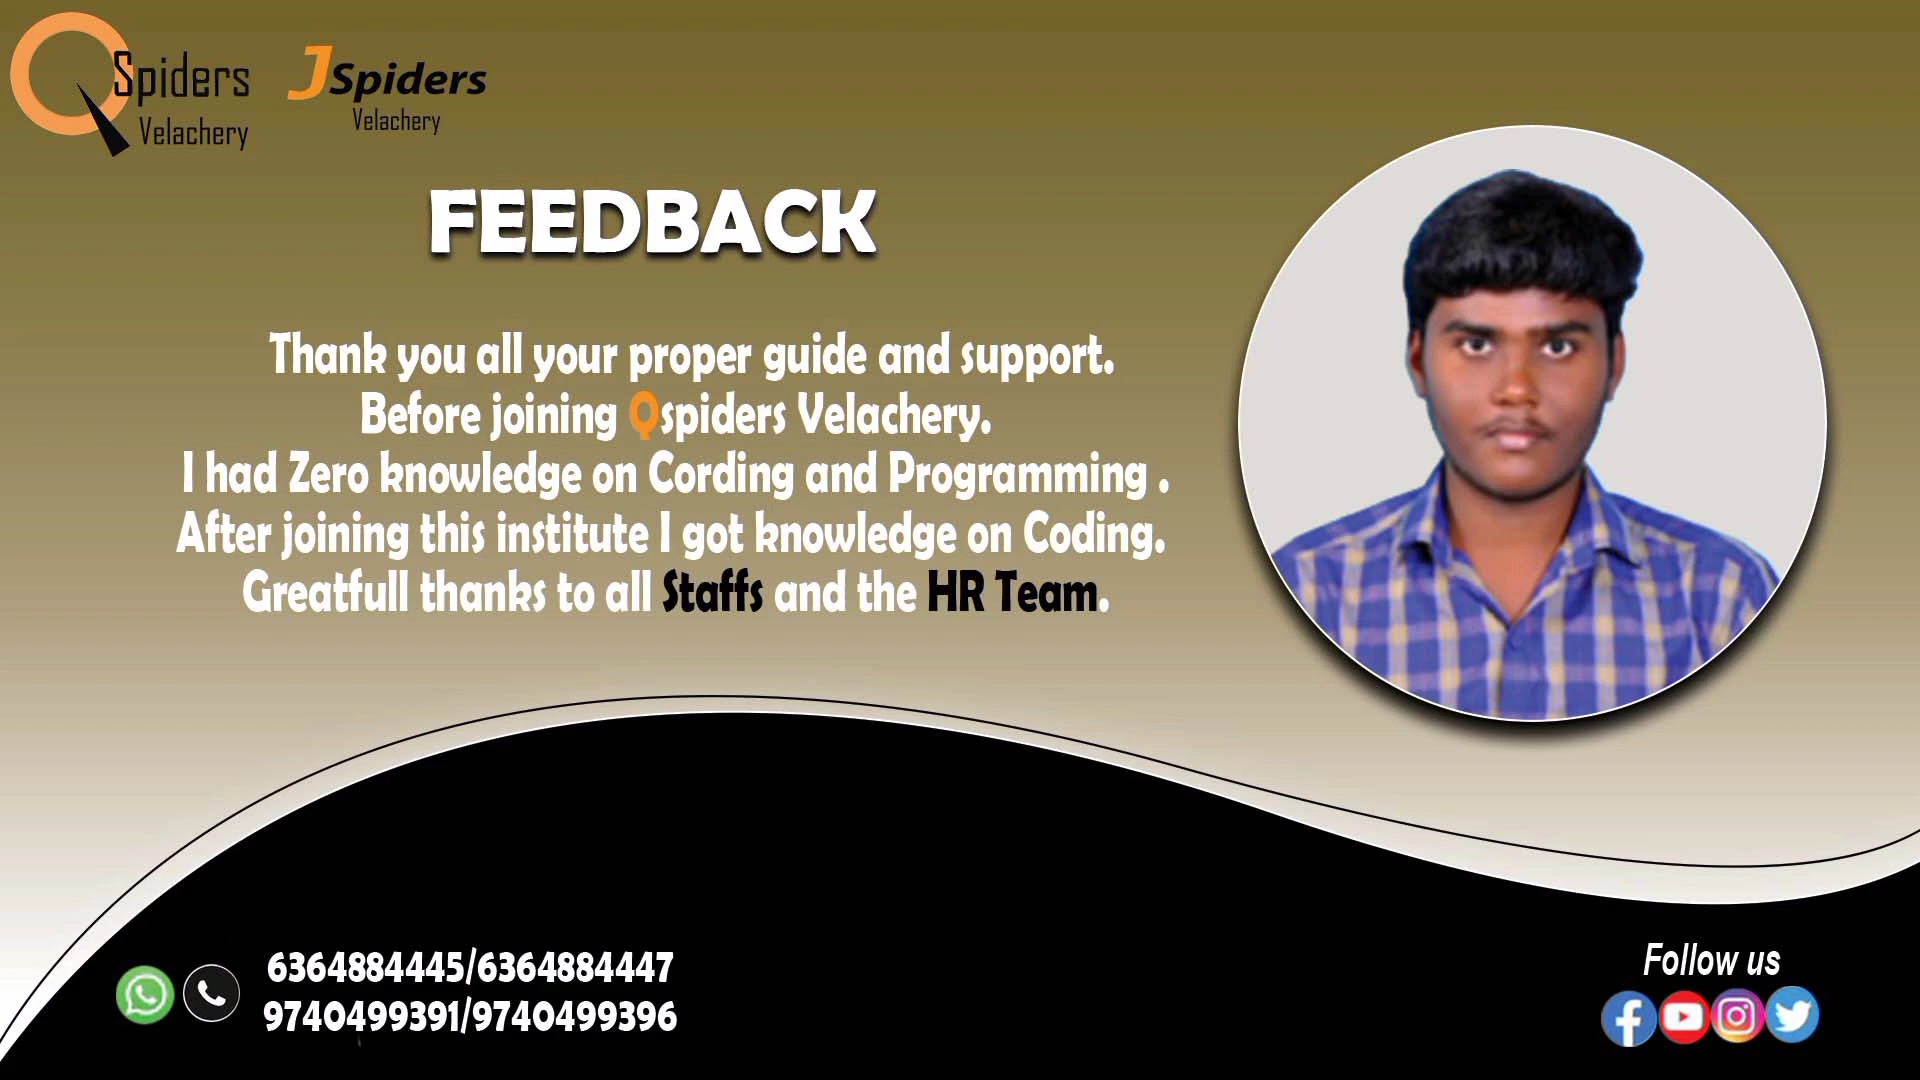 QSpiders
Velachery
JSpiders
Velachery
FEEDBACK
Thank you all your proper guide and support.
Before joining Qspiders Velachery.
I had Zero knowledge on Cording and Programming .
After joining this institute I got knowledge on Coding.
Greatfull thanks to all Staffs and the HR Team.
6364884445/6364884447
9740499391/9740499396
Follow us